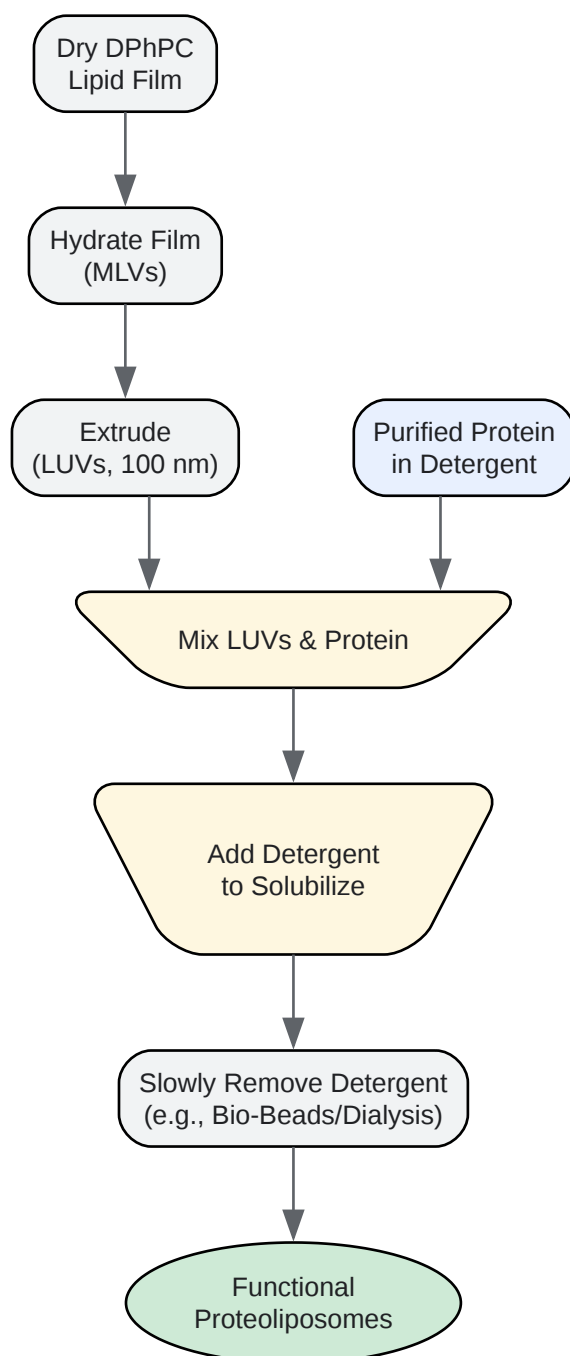 Dry DPhPC
Lipid Film
Hydrate Film
(MLVs)
Extrude
(LUVs, 100 nm)
Purified Protein
in Detergent
Mix LUVs & Protein
Add Detergent
to Solubilize
Slowly Remove Detergent
(e.g., Bio-Beads/Dialysis)
Functional
Proteoliposomes